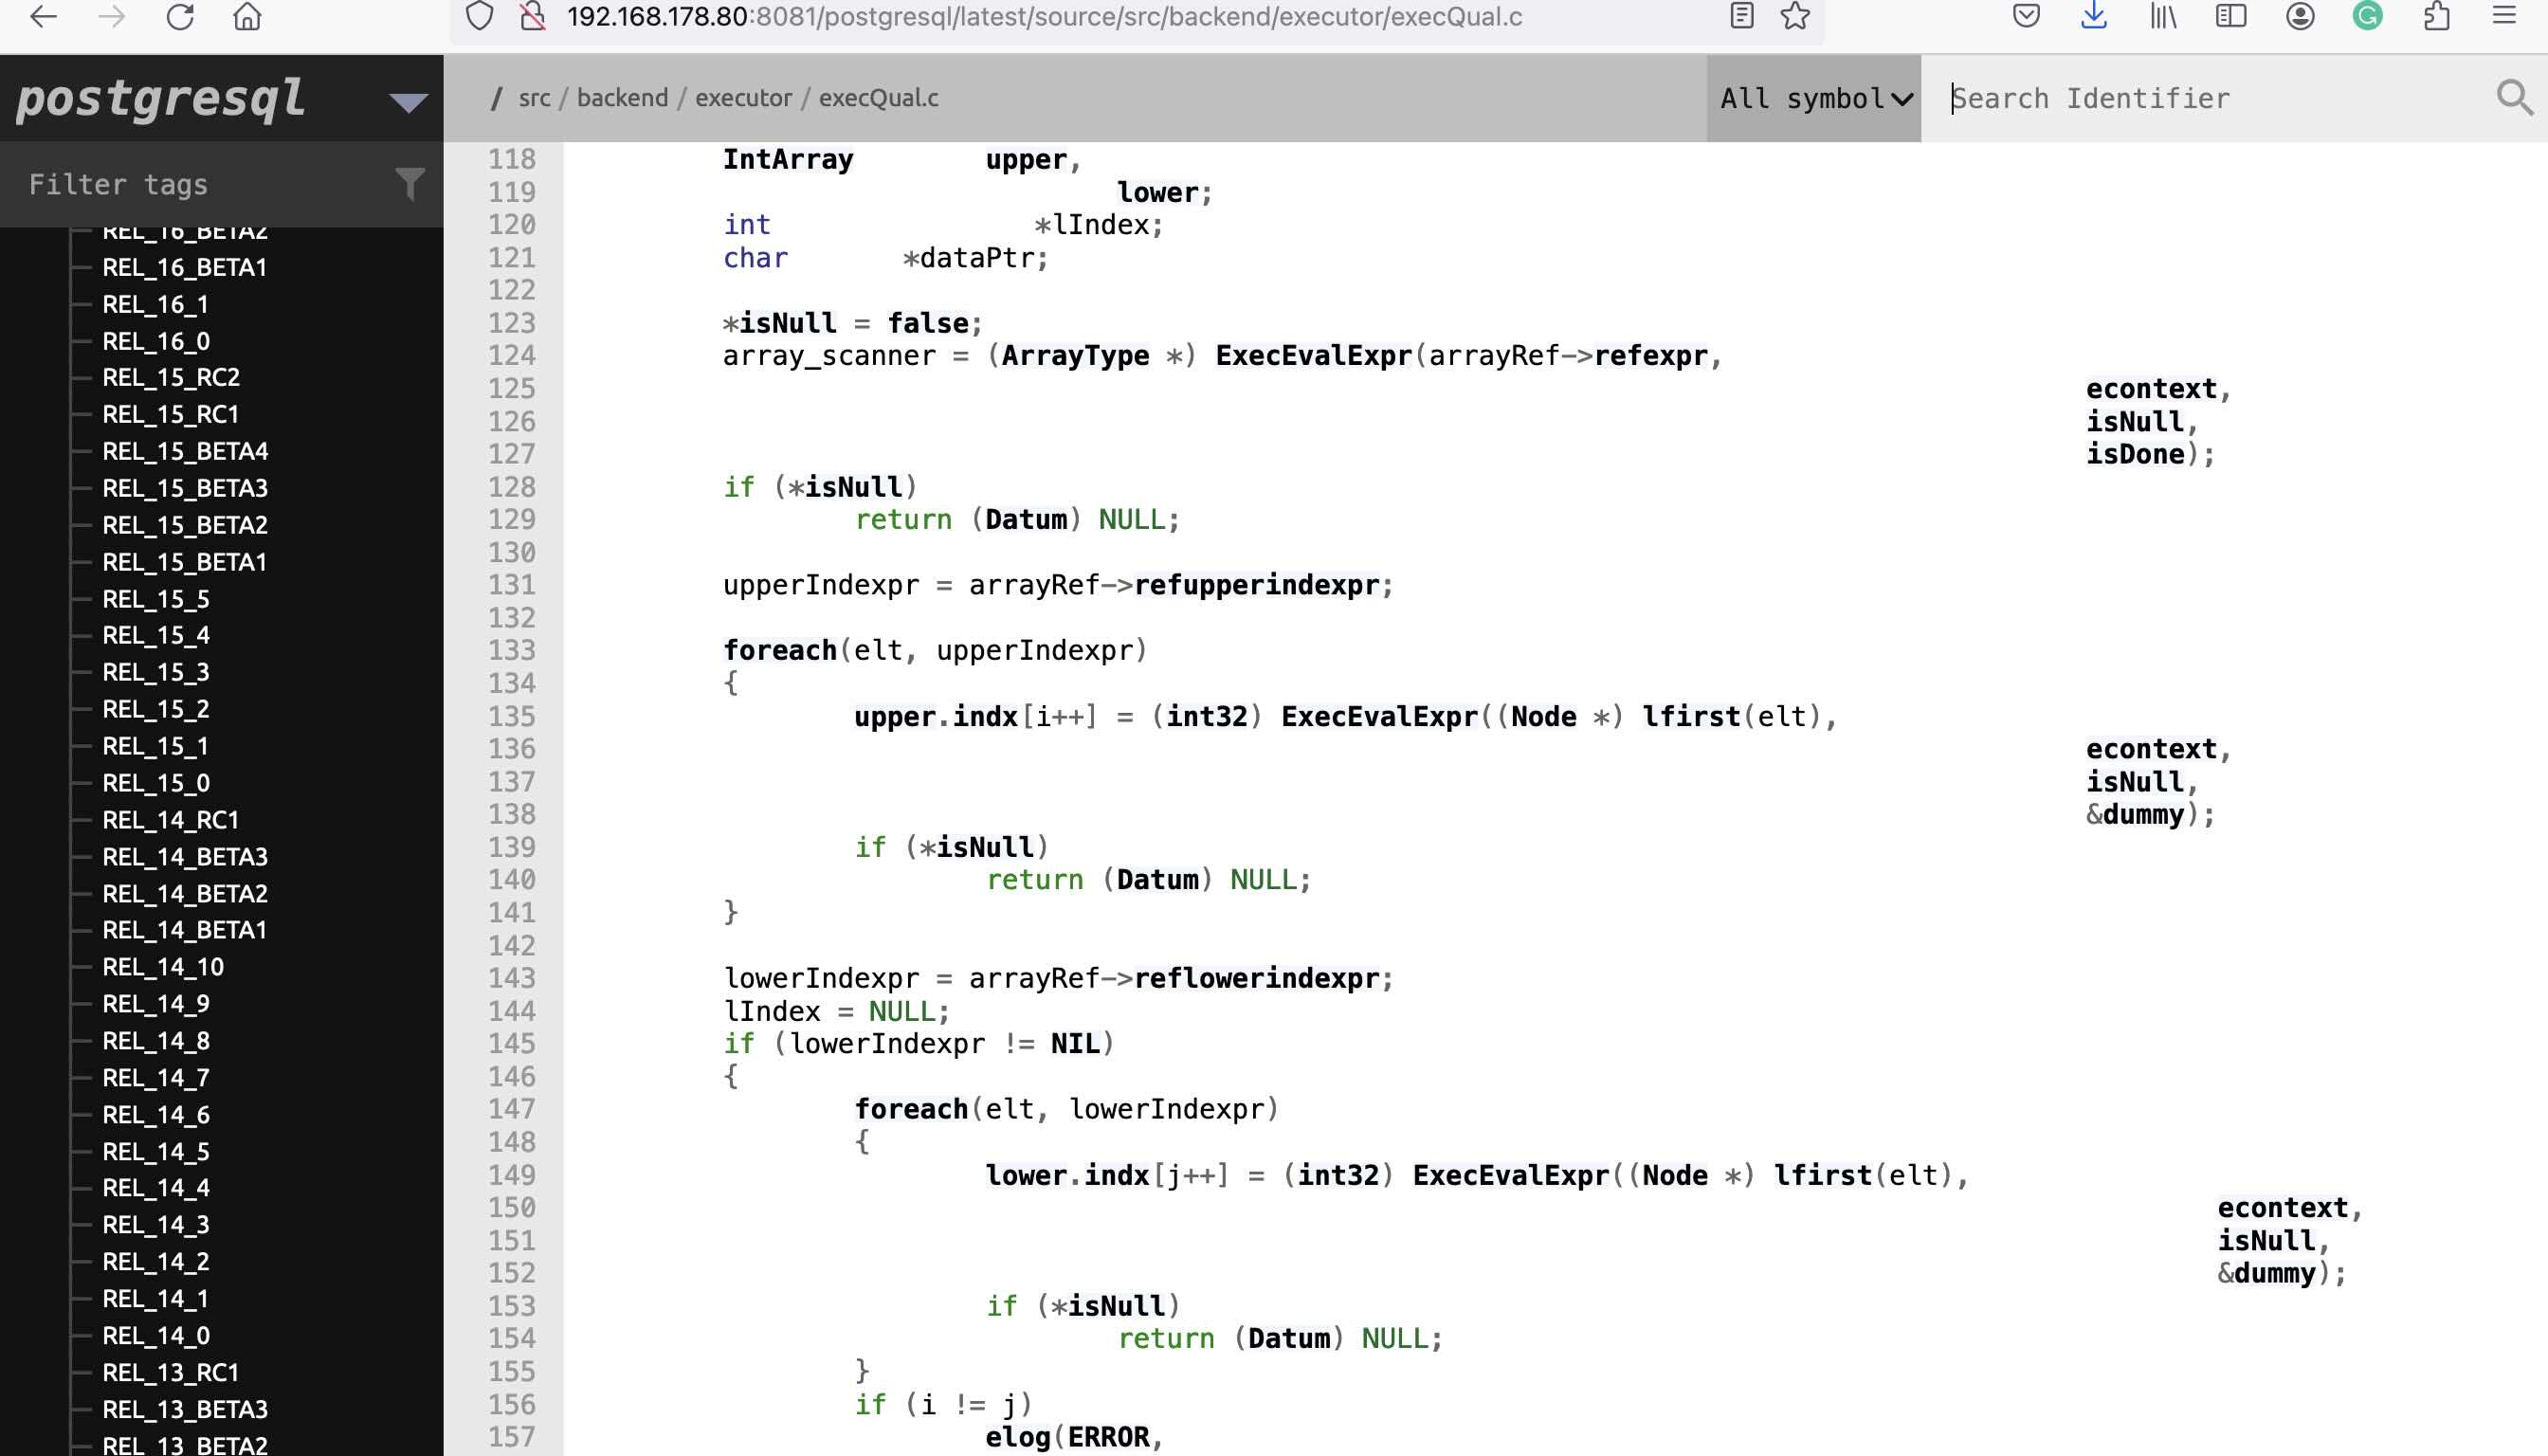 192.168.178.80:8081/postgresql/latest/source/src/backend/executor/execQual.c
postgresql
/ src / backend / executor / execQual.c
All symbol
Search Identifier
Filter tags
REL_16_BETA2
REL_16_BETA1
REL_16_1
REL_16_0
REL_15_RC2
REL_15_RC1
REL_15_BETA4
REL_15_BETA3
REL_15_BETA2
REL_15_BETA1
REL_15_5
REL_15_4
REL_15_3
REL_15_2
REL_15_1
REL_15_0
REL_14_RC1
REL_14_BETA3
REL_14_BETA2
REL_14_BETA1
REL_14_10
REL_14_9
REL_14_8
REL_14_7
REL_14_6
REL_14_5
REL_14_4
REL_14_3
REL_14_2
REL_14_1
REL_14_0
REL_13_RC1
REL_13_BETA3
REL_13_BETA2
118 IntArray upper,
119 lower;
120 int *lIndex;
121 char *dataPtr;
122
123 *isNull = false;
124 array_scanner = (ArrayType *) ExecEvalExpr(arrayRef->refexpr,
125 econtext,
126 isNull,
127 isDone);
128 if (*isNull)
129 return (Datum) NULL;
130
131 upperIndexpr = arrayRef->refupperindexpr;
132
133 foreach(elt, upperIndexpr)
134 {
135 upper.indx[i++] = (int32) ExecEvalExpr((Node *) lfirst(elt),
136 econtext,
137 isNull,
138 &dummy);
139 if (*isNull)
140 return (Datum) NULL;
141 }
142
143 lowerIndexpr = arrayRef->reflowerindexpr;
144 lIndex = NULL;
145 if (lowerIndexpr != NIL)
146 {
147 foreach(elt, lowerIndexpr)
148 {
149 lower.indx[j++] = (int32) ExecEvalExpr((Node *) lfirst(elt),
150 econtext,
151 isNull,
152 &dummy);
153 if (*isNull)
154 return (Datum) NULL;
155 }
156 if (i != j)
157 elog(ERROR,